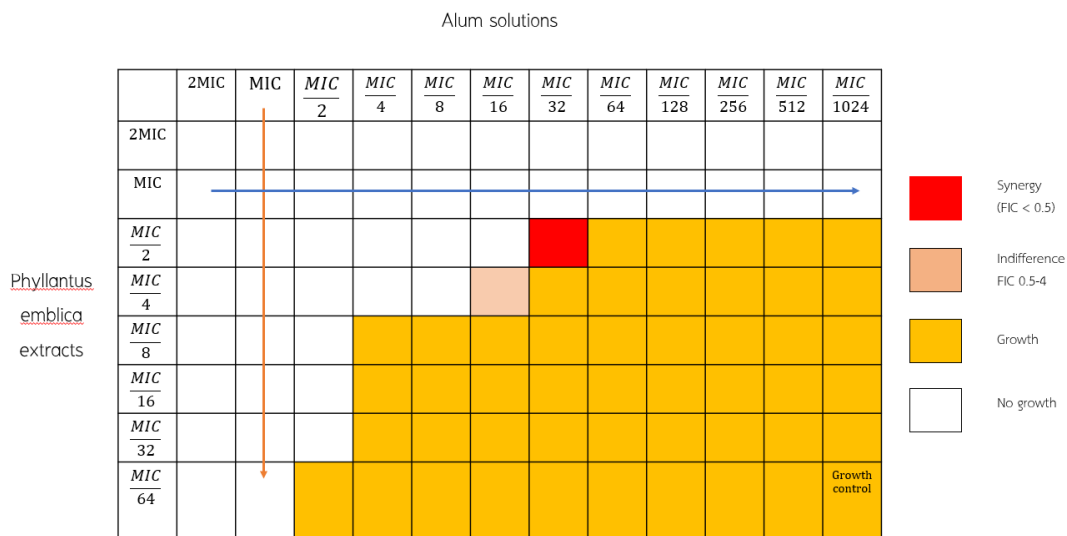 Alum solutions
2MIC MIC MIC/2 MIC/4 MIC/8 MIC/16 MIC/32 MIC/64 MIC/128 MIC/256 MIC/512 MIC/1024
2MIC
MIC
MIC/2
MIC/4
MIC/8
MIC/16
MIC/32
MIC/64
Growth
control
Phyllantus
emblica
extracts
Synergy
(FIC < 0.5)
Indifference
FIC 0.5-4
Growth
No growth